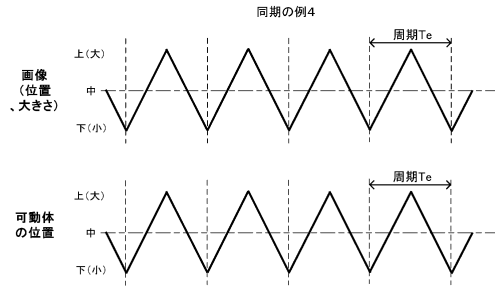 同期の例4
周期Te
上(大)
画像
(位置
、大きさ)
中
下(小)
周期Te
上(大)
可動体
の位置
中
下(小)